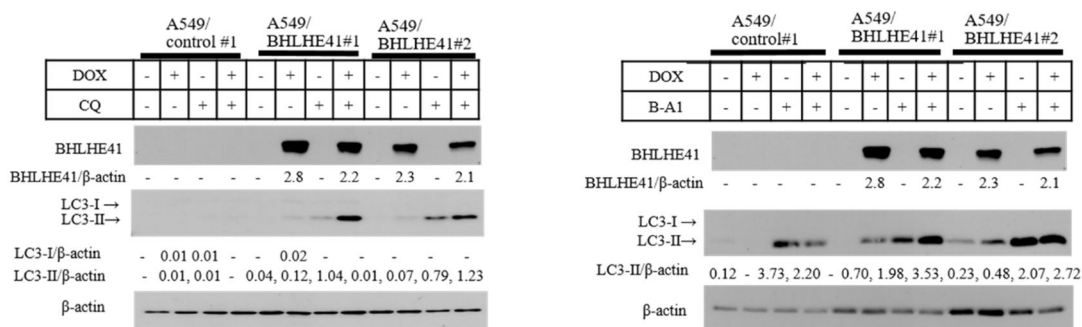 A549/ control #1
A549/ BHLHE41#1
A549/ BHLHE41#2
DOX - + - + - + - + - + - +
CQ - - + + - - + + - - + +
BHLHE41
BHLHE41/β-actin - - - - - 2.8 - 2.2 - 2.3 - 2.1
LC3-I →
LC3-II→
LC3-I/β-actin - 0.01 0.01 - 0.02
LC3-II/β-actin - 0.01, 0.01 - 0.04, 0.12, 1.04, 0.01, 0.07, 0.79, 1.23
β-actin
A549/ control#1
A549/ BHLHE41#1
A549/ BHLHE41#2
DOX - + - + - + - + - + - +
B-A1 - - + + - - + + - - + +
BHLHE41
BHLHE41/β-actin - - - - - 2.8 - 2.2 - 2.3 - 2.1
LC3-I →
LC3-II→
LC3-II/β-actin 0.12 - 3.73, 2.20 - 0.70, 1.98, 3.53, 0.23, 0.48, 2.07, 2.72
β-actin